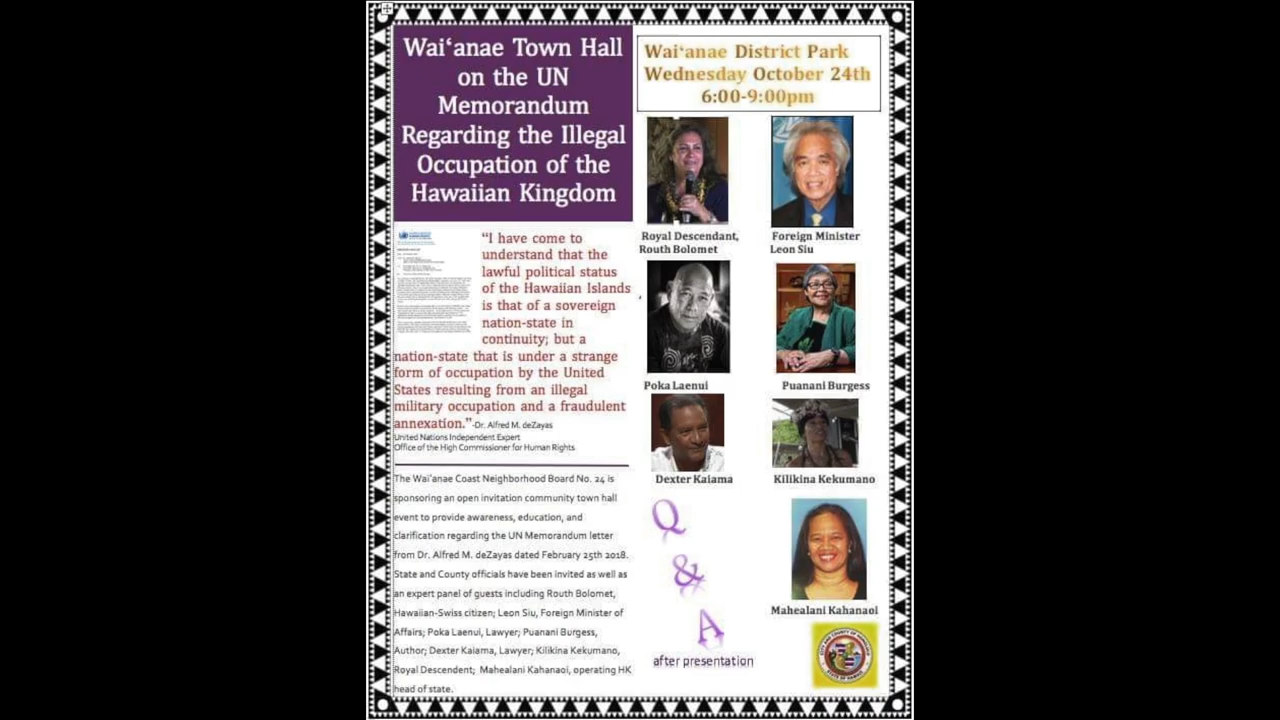 Wai‘anae Town Hall
on the UN
Memorandum
Regarding the Illegal
Occupation of the
Hawaiian Kingdom
Wai‘anae District Park
Wednesday October 24th
6:00-9:00pm
“I have come to
understand that the
lawful political status
of the Hawaiian Islands
is that of a sovereign
nation-state in
continuity; but a
nation-state that is under a strange
form of occupation by the United
States resulting from an illegal
military occupation and a fraudulent
annexation.”-Dr. Alfred M. deZayas
United Nations Independent Expert
Office of the High Commissioner for Human Rights
The Wai‘anae Coast Neighborhood Board No. 24 is
sponsoring an open invitation community town hall
event to provide awareness, education, and
clarification regarding the UN Memorandum letter
from Dr. Alfred M. deZayas dated February 25th 2018.
State and County officials have been invited as well as
an expert panel of guests including Routh Bolomet,
Hawaiian-Swiss citizen; Leon Siu, Foreign Minister of
Affairs; Poka Laenui, Lawyer; Puanani Burgess,
Author; Dexter Kaiama, Lawyer; Kilikina Kekumano,
Royal Descendent; Mahealani Kahanaoi, operating HK
head of state.
Royal Descendant,
Routh Bolomet
Foreign Minister
Leon Siu
Poka Laenui
Puanani Burgess
Dexter Kaiama
Kilikina Kekumano
Q
&
A
after presentation
Mahealani Kahanaoi
CITY AND COUNTY OF HONOLULU
STATE OF HAWAII